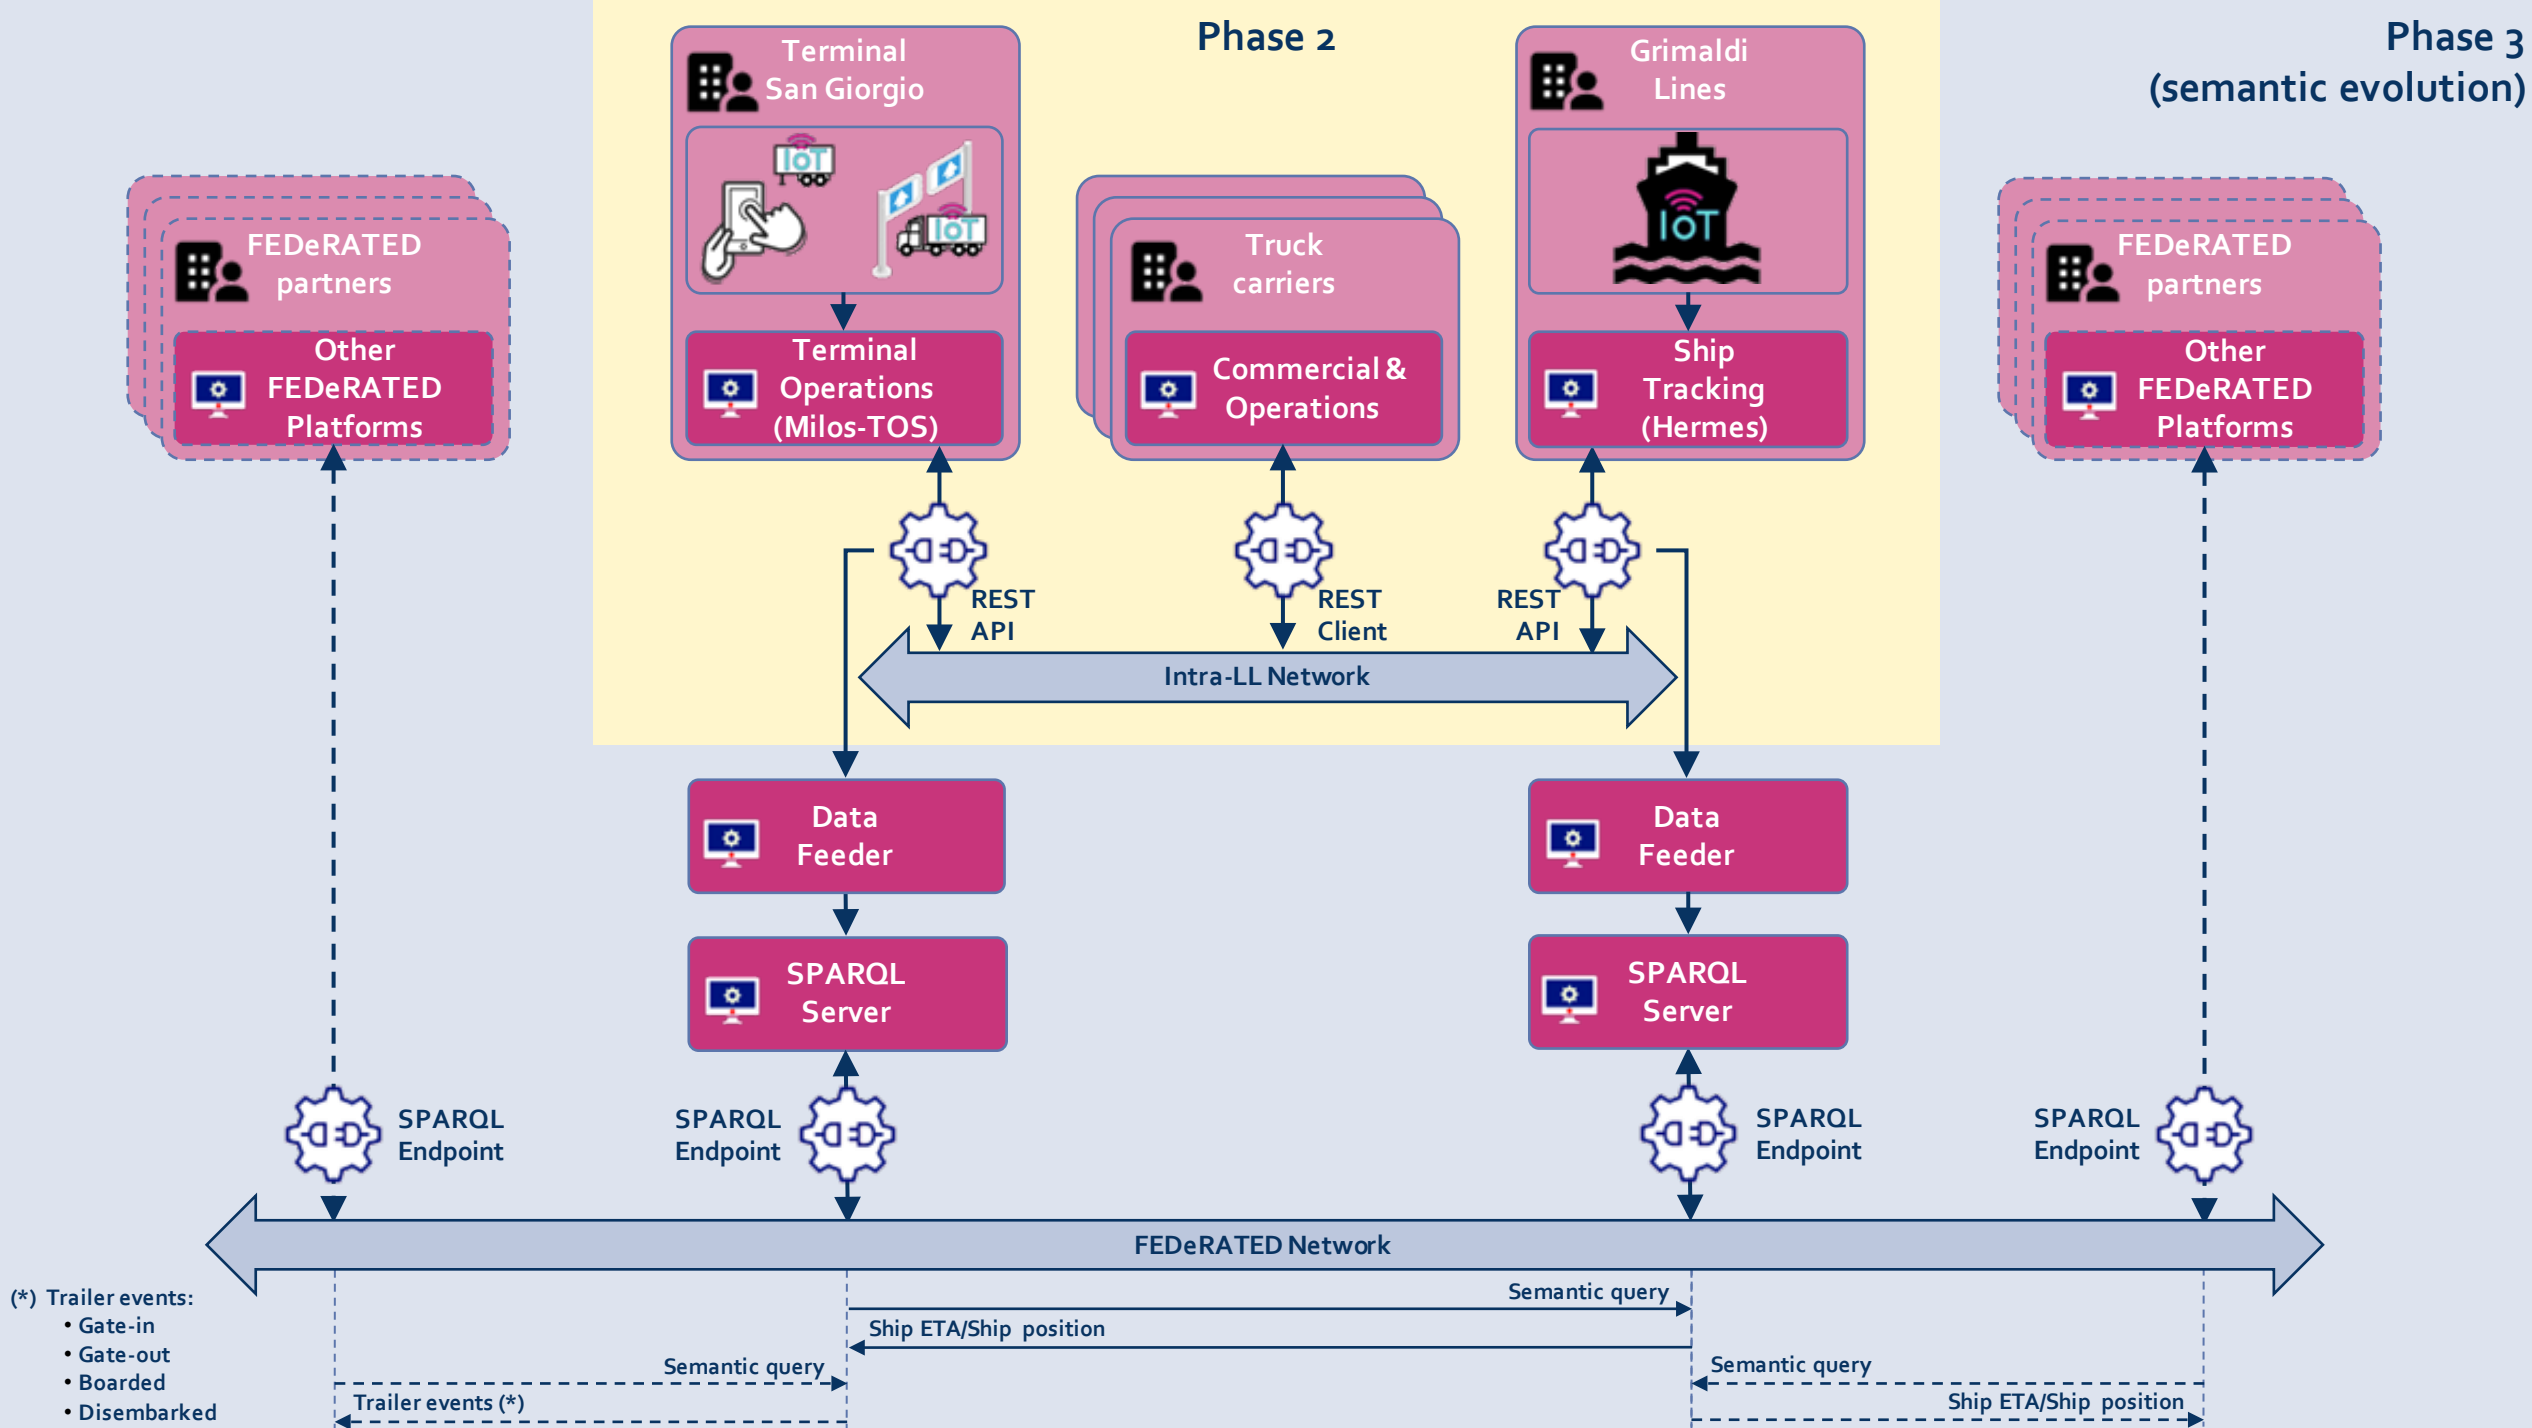 Phase 2
Phase 3
(semantic evolution)
Terminal
San Giorgio
IoT
IoT
Terminal
Operations
(Milos-TOS)
Truck
carriers
Commercial &
Operations
Grimaldi
Lines
IoT
Ship
Tracking
(Hermes)
FEDeRATED
partners
Other
FEDeRATED
Platforms
FEDeRATED
partners
Other
FEDeRATED
Platforms
REST
API
REST
Client
REST
API
Intra-LL Network
Data
Feeder
Data
Feeder
SPARQL
Server
SPARQL
Server
SPARQL
Endpoint
SPARQL
Endpoint
SPARQL
Endpoint
SPARQL
Endpoint
FEDeRATED Network
(*) Trailer events:
• Gate-in
• Gate-out
• Boarded
• Disembarked
Semantic query
Ship ETA/Ship position
Semantic query
Trailer events (*)
Semantic query
Ship ETA/Ship position